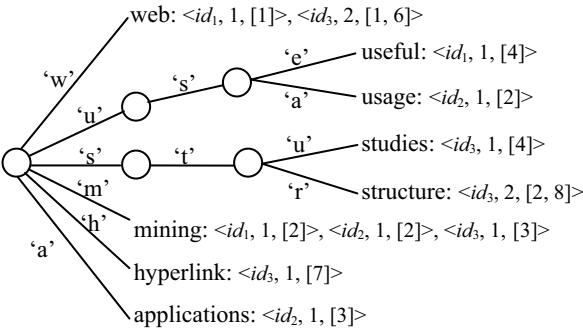 web: <id₁, 1, [1]>, <id₃, 2, [1, 6]>
‘w’
‘e’
useful: <id₁, 1, [4]>
‘s’
‘a’
usage: <id₂, 1, [2]>
‘u’
‘u’
studies: <id₃, 1, [4]>
‘s’
‘t’
‘r’
structure: <id₃, 2, [2, 8]>
‘m’
‘h’
mining: <id₁, 1, [2]>, <id₂, 1, [2]>, <id₃, 1, [3]>
‘a’
hyperlink: <id₃, 1, [7]>
applications: <id₂, 1, [3]>